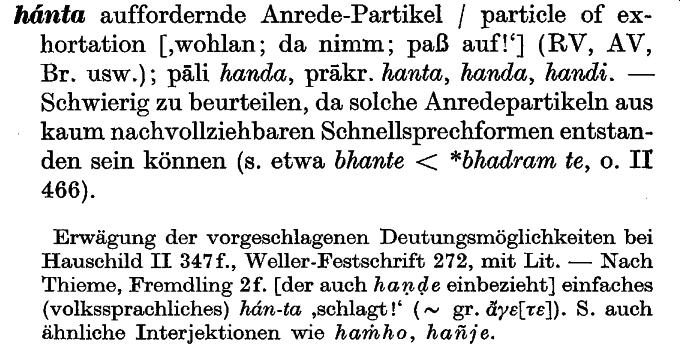 hánta auffordernde Anrede-Partikel / particle of ex-
hortation [‚wohlan; da nimm; paß auf!‘] (RV, AV,
Br. usw.); pāli handa, prākr. hanta, handa, handi. —
Schwierig zu beurteilen, da solche Anredepartikeln aus
kaum nachvollziehbaren Schnellsprechformen entstan-
den sein können (s. etwa bhante < *bhadram te, o. II
466).
Erwägung der vorgeschlagenen Deutungsmöglichkeiten bei
Hauschild II 347f., Weller-Festschrift 272, mit Lit. — Nach
Thieme, Fremdling 2f. [der auch haṇḍe einbezieht] einfaches
(volkssprachliches) hán-ta ‚schlagt!‘ (~ gr. ἄγε[τε]). S. auch
ähnliche Interjektionen wie haṁho, hañje.